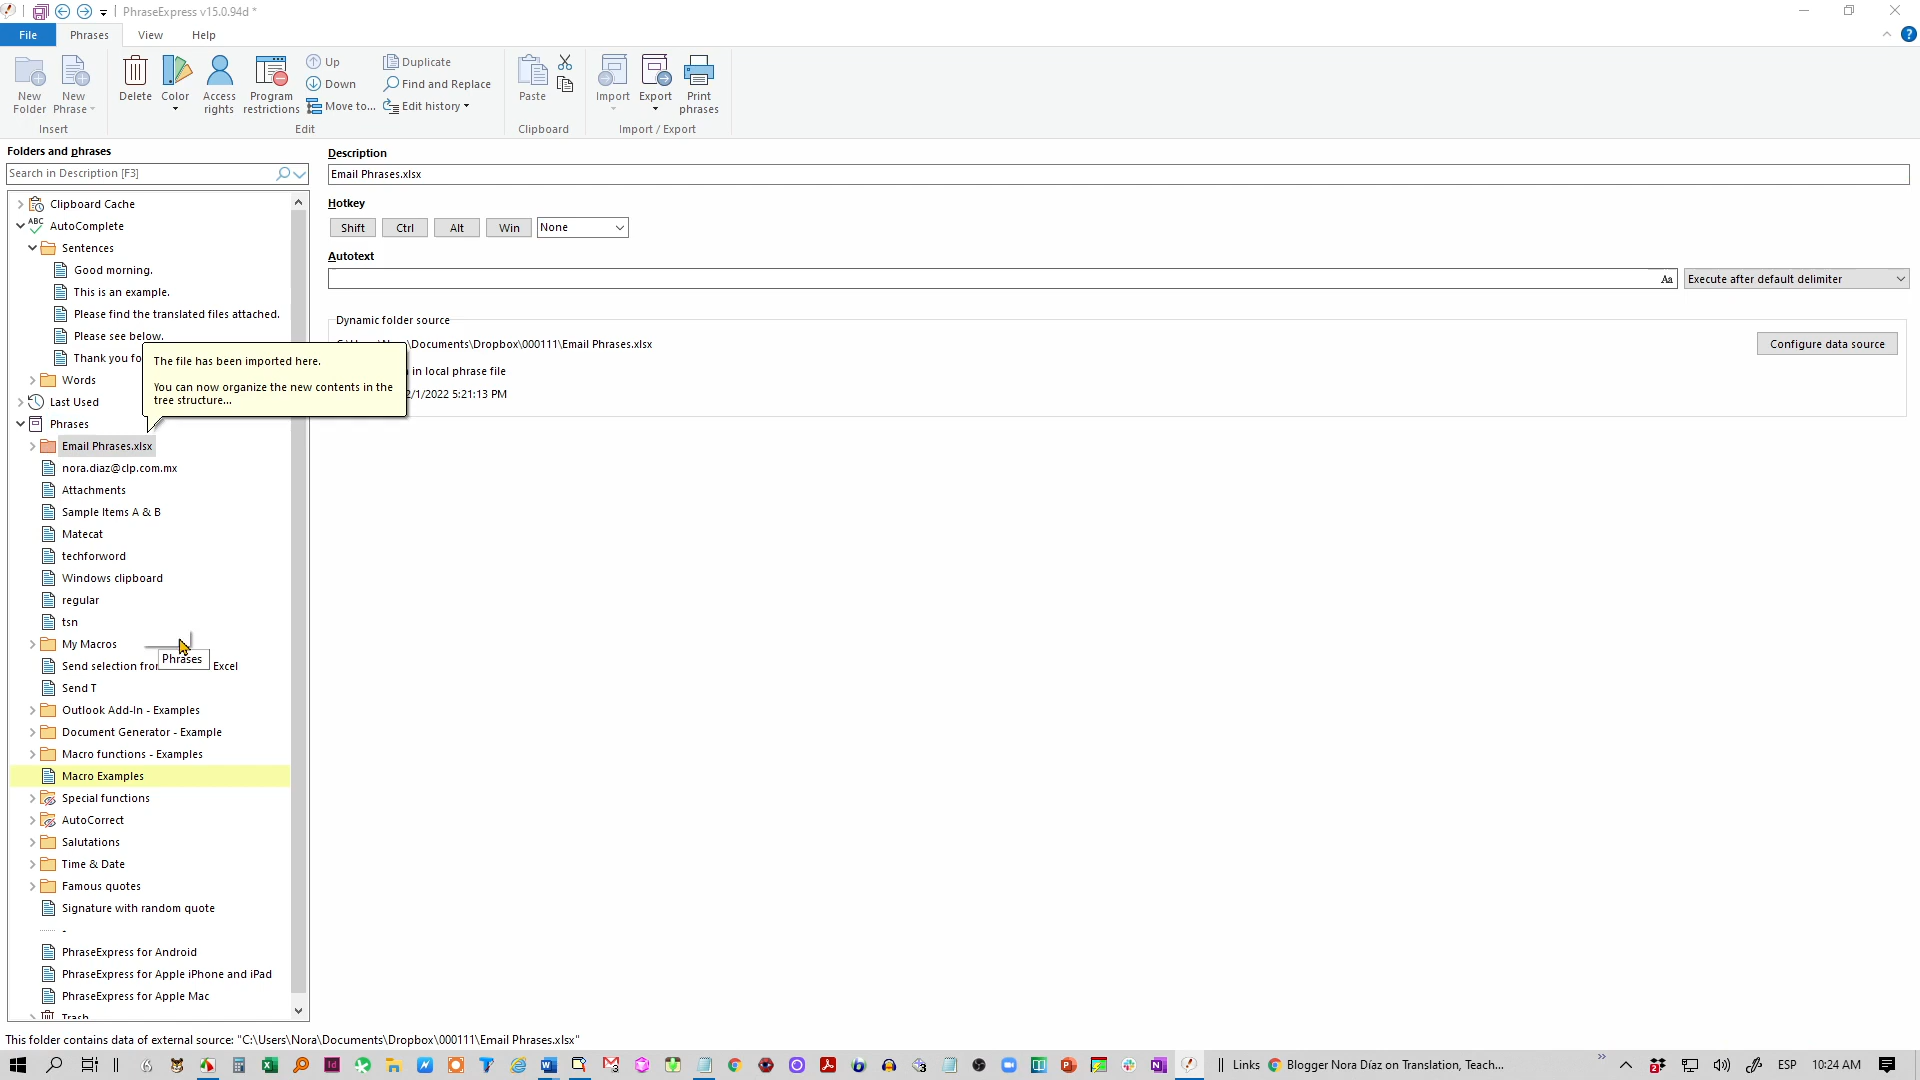 PhraseExpress v15.0.94d *
File
Phrases
View
Help
New Folder
New Phrase
Insert
Delete
Color
Access rights
Program restrictions
Up
Down
Move to...
Duplicate
Find and Replace
Edit history
Edit
Paste
Clipboard
Import
Export
Print phrases
Import / Export
Folders and phrases
Search in Description [F3]
Clipboard Cache
AutoComplete
Sentences
Good morning.
This is an example.
Please find the translated files attached.
Please see below.
Thank you fo
Words
Last Used
Phrases
Email Phrases.xlsx
nora.diaz@clp.com.mx
Attachments
Sample Items A & B
Matecat
techforword
Windows clipboard
regular
tsn
My Macros
Phrases
Send selection from Excel
Send T
Outlook Add-In - Examples
Document Generator - Example
Macro functions - Examples
Macro Examples
Special functions
AutoCorrect
Salutations
Time & Date
Famous quotes
Signature with random quote
-
PhraseExpress for Android
PhraseExpress for Apple iPhone and iPad
PhraseExpress for Apple Mac
Trash
The file has been imported here.
You can now organize the new contents in the
tree structure...
Description
Email Phrases.xlsx
Hotkey
Shift
Ctrl
Alt
Win
None
Autotext
Aa
Execute after default delimiter
Dynamic folder source
\Documents\Dropbox\000111\Email Phrases.xlsx
Configure data source
in local phrase file
2/1/2022 5:21:13 PM
This folder contains data of external source: "C:\Users\Nora\Documents\Dropbox\000111\Email Phrases.xlsx"
Links
Blogger Nora Díaz on Translation, Teach...
ESP
10:24 AM